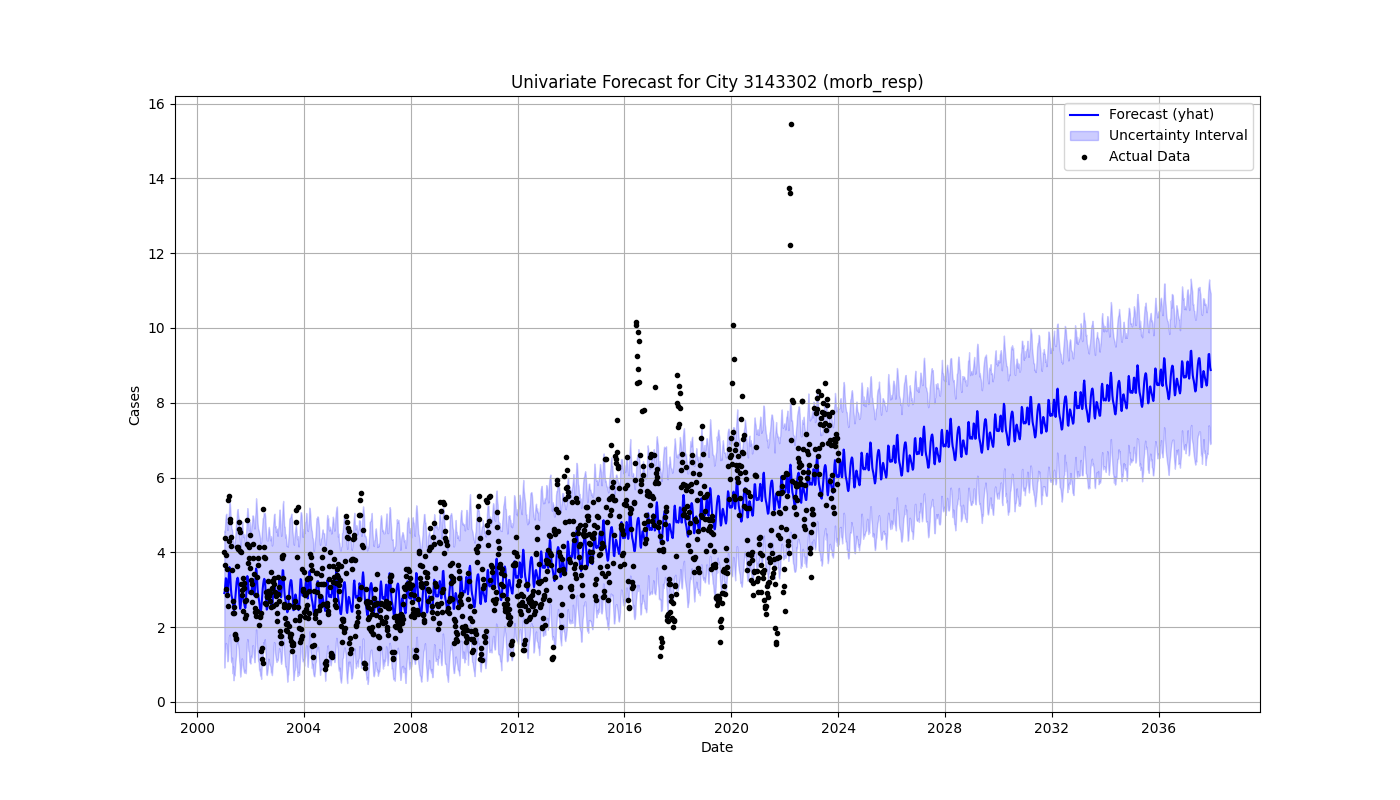 Univariate Forecast for City 3143302 (morb_resp)
Forecast (yhat)
Uncertainty Interval
Actual Data
Cases
16
14
12
10
8
6
4
2
0
2000 2004 2008 2012 2016 2020 2024 2028 2032 2036
Date